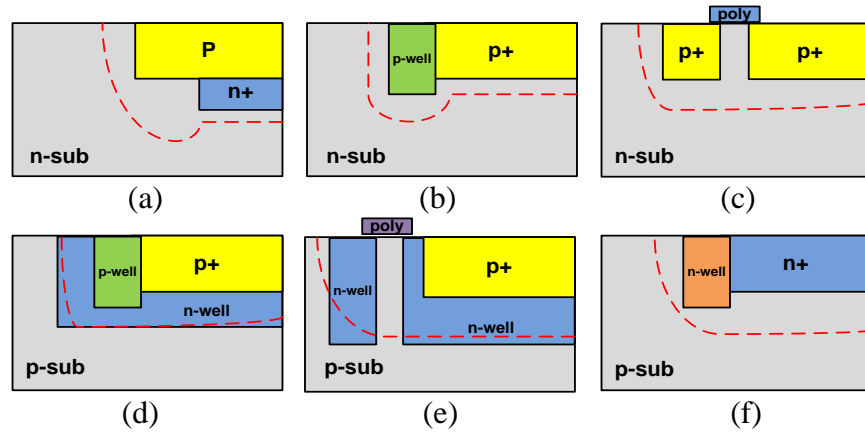 P
n+
n-sub
(a)
p-well
p+
n-sub
(b)
poly
p+
p+
n-sub
(c)
p-well
p+
n-well
p-sub
(d)
poly
n-well
p+
n-well
p-sub
(e)
n-well
n+
p-sub
(f)